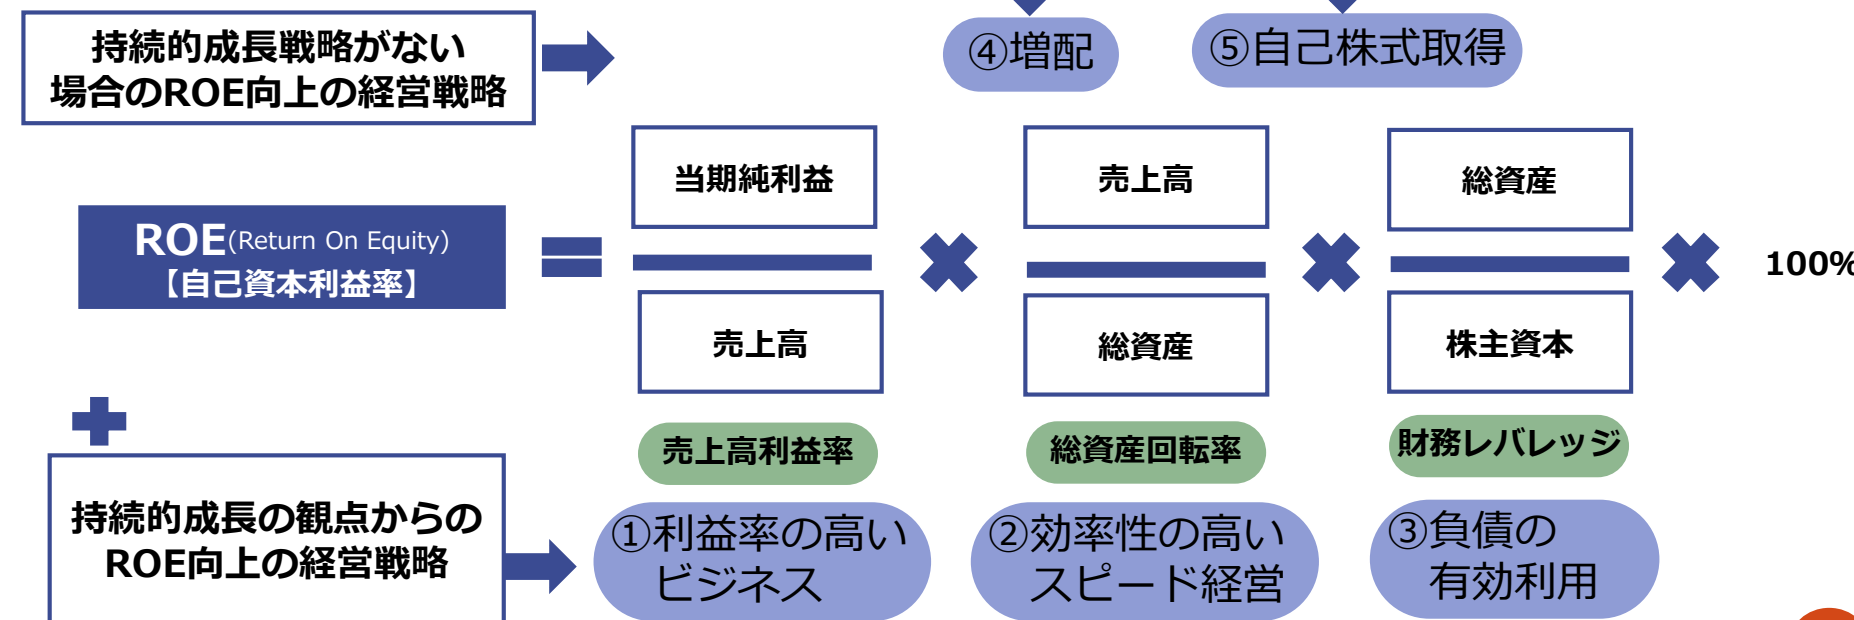 持続的成長戦略がない
場合のROE向上の経営戦略
④増配
⑤自己株式取得
当期純利益
売上高
総資産
ROE(Return On Equity)
【自己資本利益率】
100%
売上高
総資産
株主資本
売上高利益率
総資産回転率
財務レバレッジ
持続的成長の観点からの
ROE向上の経営戦略
①利益率の高い
ビジネス
②効率性の高い
スピード経営
③負債の
有効利用